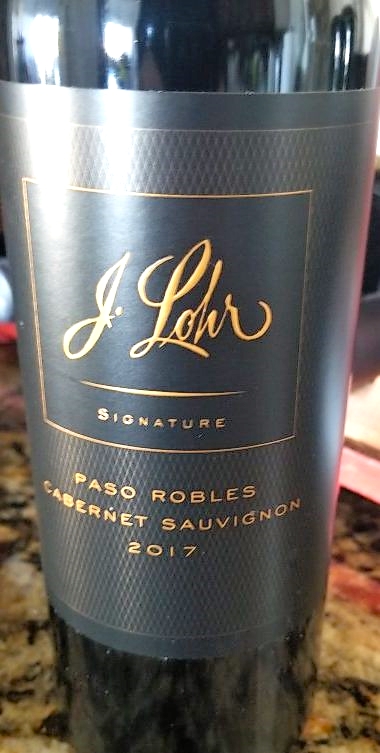 J. Lohr
SIGNATURE
PASO ROBLES
CABERNET SAUVIGNON
2017